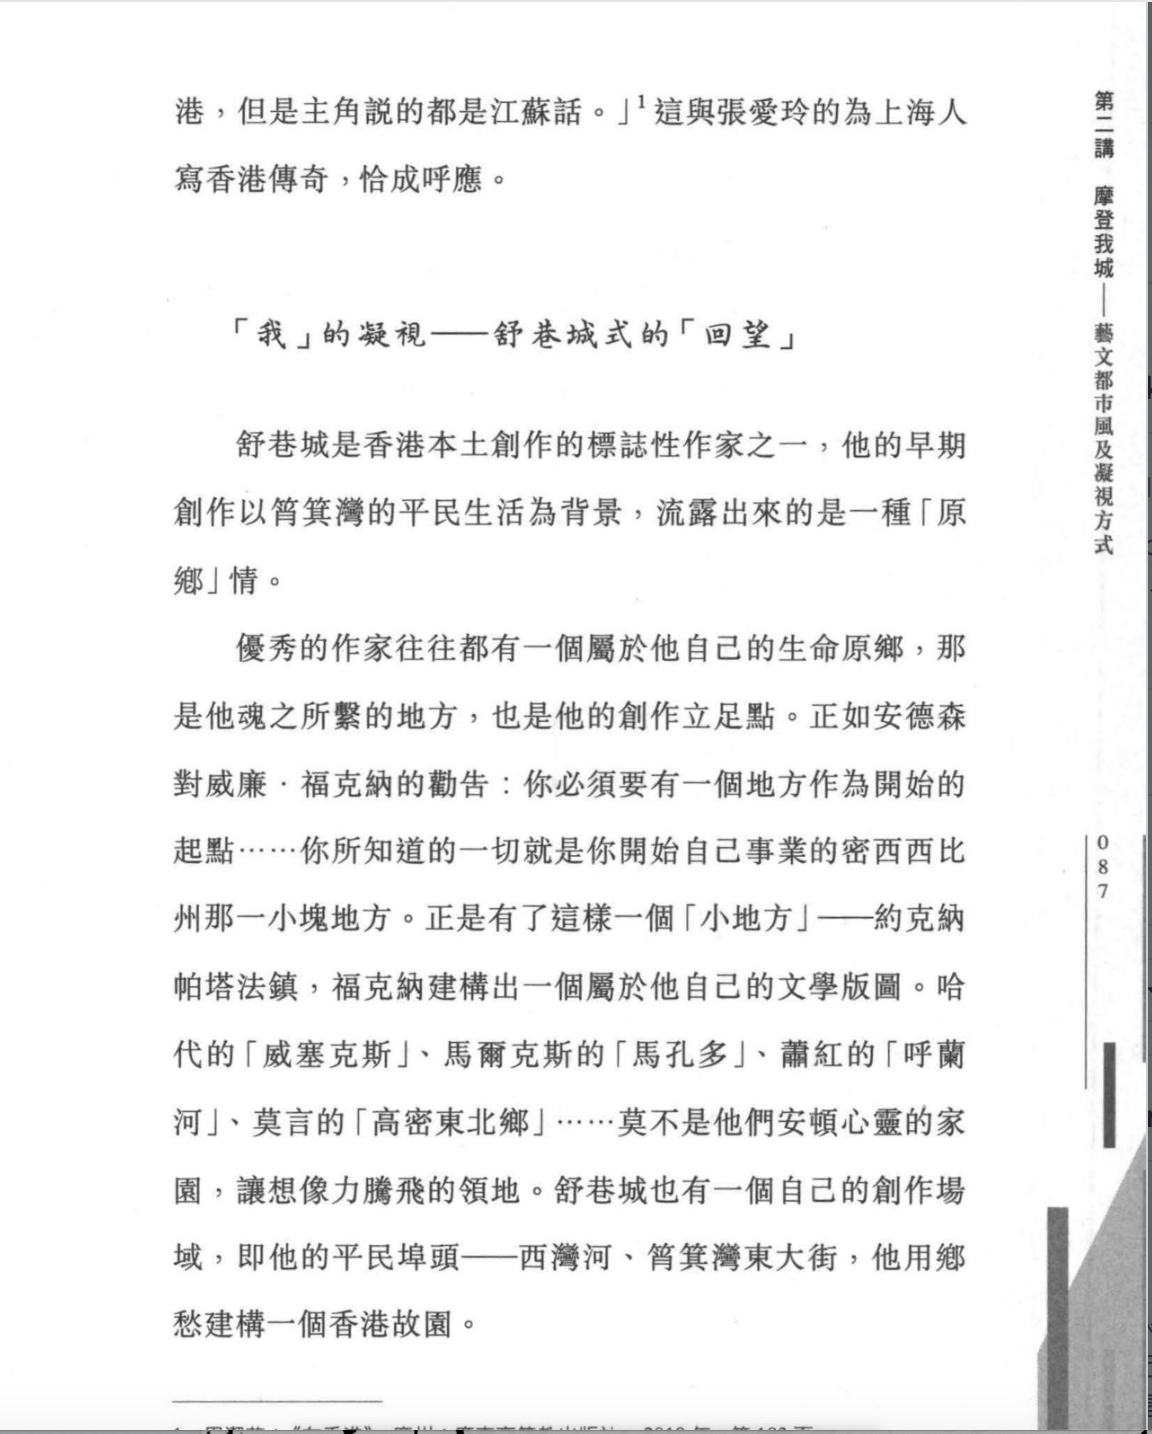 港，但是主角説的都是江蘇話。」1 這與張愛玲的為上海人
寫香港傳奇，恰成呼應。
「我」的凝視——舒巷城式的「回望」
舒巷城是香港本土創作的標誌性作家之一，他的早期
創作以筲箕灣的平民生活為背景，流露出來的是一種「原
鄉」情。
優秀的作家往往都有一個屬於他自己的生命原鄉，那
是他魂之所繫的地方，也是他的創作立足點。正如安德森
對威廉·福克納的勸告：你必須要有一個地方作為開始的
起點……你所知道的一切就是你開始自己事業的密西西比
州那一小塊地方。正是有了這樣一個「小地方」——約克納
帕塔法鎮，福克納建構出一個屬於他自己的文學版圖。哈
代的「威塞克斯」、馬爾克斯的「馬孔多」、蕭紅的「呼蘭
河」、莫言的「高密東北鄉」……莫不是他們安頓心靈的家
園，讓想像力騰飛的領地。舒巷城也有一個自己的創作場
域，即他的平民埠頭——西灣河、筲箕灣東大街，他用鄉
愁建構一個香港故園。
第二講　摩登我城——藝文都市風及凝視方式
087